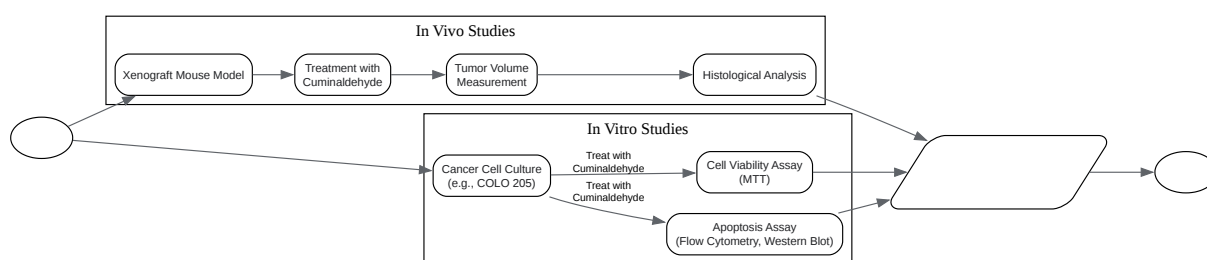 In Vivo Studies
Xenograft Mouse Model
Treatment with
Cuminaldehyde
Tumor Volume
Measurement
Histological Analysis
In Vitro Studies
Cancer Cell Culture
(e.g., COLO 205)
Treat with
Cuminaldehyde
Treat with
Cuminaldehyde
Cell Viability Assay
(MTT)
Apoptosis Assay
(Flow Cytometry, Western Blot)